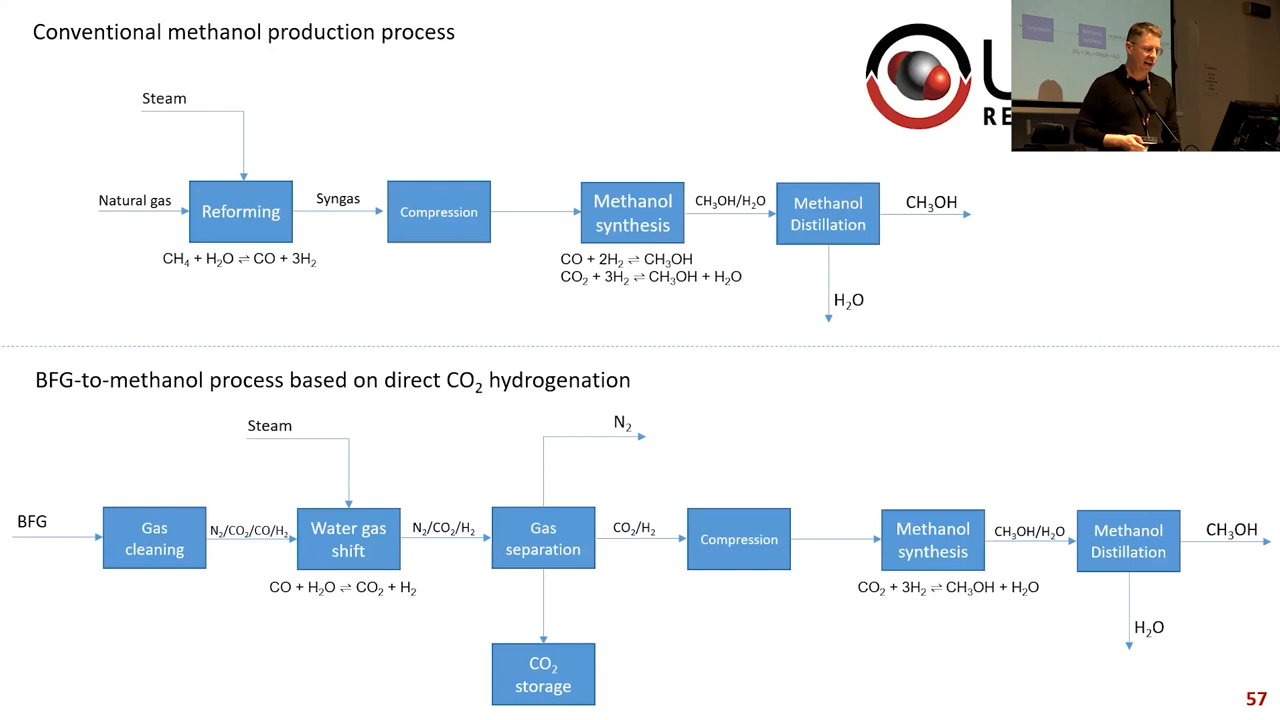 Conventional methanol production process
Steam
Natural gas
Reforming
Syngas
Compression
Methanol
synthesis
CH₃OH/H₂O
Methanol
Distillation
CH₃OH
CH₄ + H₂O ⇌ CO + 3H₂
CO + 2H₂ ⇌ CH₃OH
CO₂ + 3H₂ ⇌ CH₃OH + H₂O
H₂O
BFG-to-methanol process based on direct CO₂ hydrogenation
Steam
N₂
BFG
Gas
cleaning
N₂/CO₂/CO/H₂
Water gas
shift
N₂/CO₂/H₂
Gas
separation
CO₂/H₂
Compression
Methanol
synthesis
CH₃OH/H₂O
Methanol
Distillation
CH₃OH
CO + H₂O ⇌ CO₂ + H₂
CO₂ + 3H₂ ⇌ CH₃OH + H₂O
H₂O
CO₂
storage
57